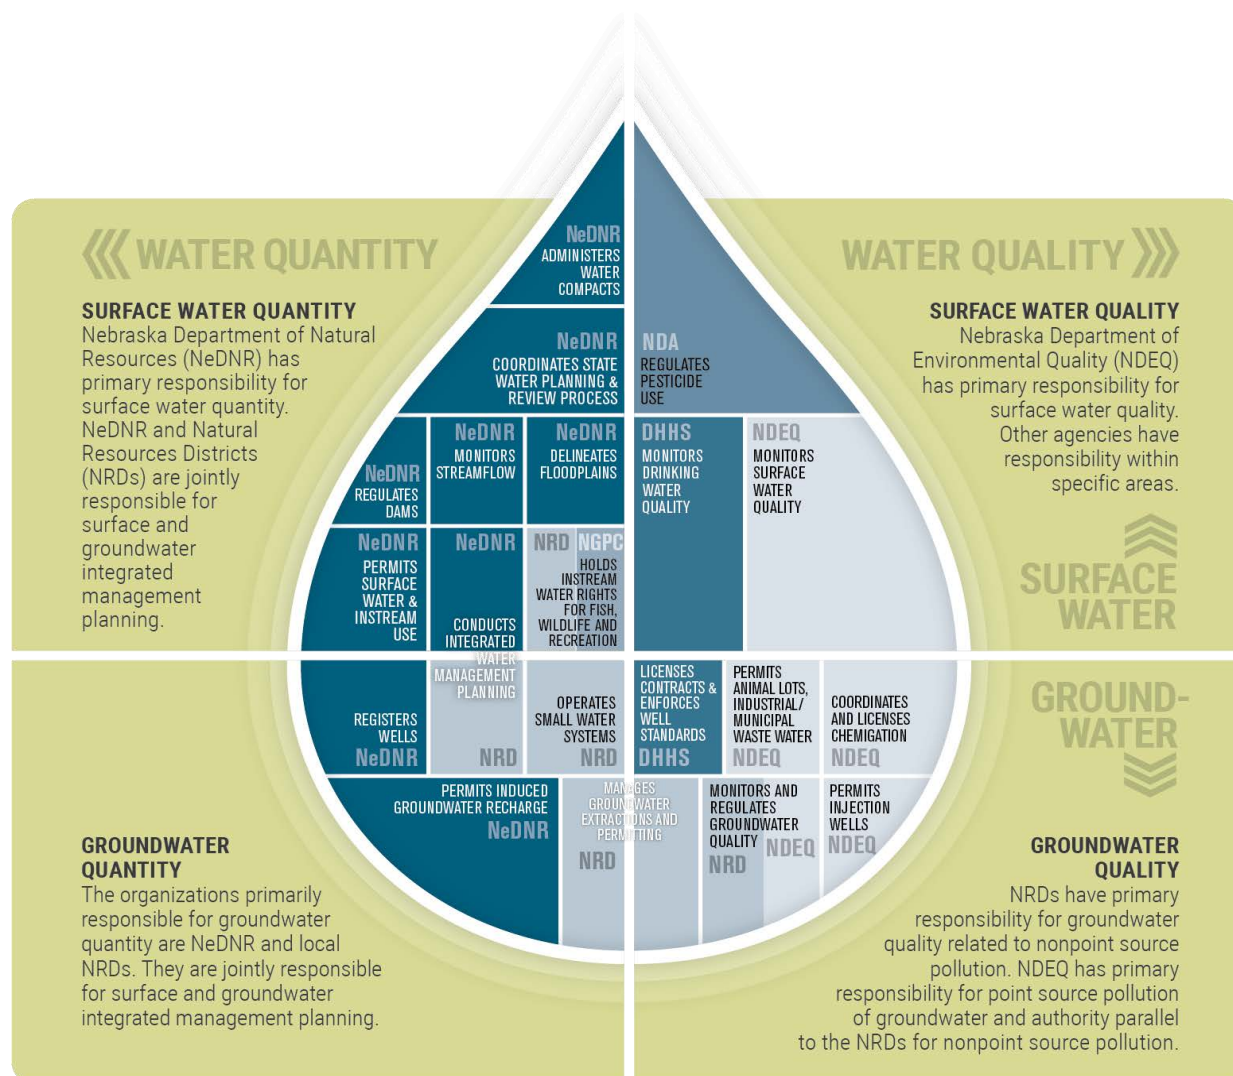 WATER QUANTITY
SURFACE WATER QUANTITY
Nebraska Department of Natural
Resources (NeDNR) has
primary responsibility for
surface water quantity.
NeDNR and Natural
Resources Districts
(NRDs) are jointly
responsible for
surface and
groundwater
integrated
management
planning.
NeDNR
ADMINISTERS
WATER
COMPACTS
NeDNR
COORDINATES STATE
WATER PLANNING &
REVIEW PROCESS
NeDNR
REGULATES
DAMS
NeDNR
MONITORS
STREAMFLOW
NeDNR
DELINEATES
FLOODPLAINS
NeDNR
PERMITS
SURFACE
WATER &
INSTREAM
USE
NeDNR
CONDUCTS
INTEGRATED
WATER
MANAGEMENT
PLANNING
NRD
NRD NGPC
HOLDS
INSTREAM
WATER RIGHTS
FOR FISH,
WILDLIFE AND
RECREATION
NDA
REGULATES
PESTICIDE
USE
DHHS
MONITORS
DRINKING
WATER
QUALITY
NDEQ
MONITORS
SURFACE
WATER
QUALITY
WATER QUALITY
SURFACE WATER QUALITY
Nebraska Department of
Environmental Quality (NDEQ)
has primary responsibility for
surface water quality.
Other agencies have
responsibility within
specific areas.
SURFACE
WATER
GROUND-
WATER
REGISTERS
WELLS
NeDNR
OPERATES
SMALL WATER
SYSTEMS
NRD
LICENSES
CONTRACTS &
ENFORCES
WELL
STANDARDS
DHHS
PERMITS
ANIMAL LOTS,
INDUSTRIAL/
MUNICIPAL
WASTE WATER
NDEQ
COORDINATES
AND LICENSES
CHEMIGATION
NDEQ
PERMITS INDUCED
GROUNDWATER RECHARGE
NeDNR
MANAGES
GROUNDWATER
EXTRACTIONS AND
PERMITTING
NRD
MONITORS AND
REGULATES
GROUNDWATER
QUALITY
NRD
NDEQ
PERMITS
INJECTION
WELLS
NDEQ
GROUNDWATER
QUANTITY
The organizations primarily
responsible for groundwater
quantity are NeDNR and local
NRDs. They are jointly responsible
for surface and groundwater
integrated management planning.
GROUNDWATER
QUALITY
NRDs have primary
responsibility for groundwater
quality related to nonpoint source
pollution. NDEQ has primary
responsibility for point source pollution
of groundwater and authority parallel
to the NRDs for nonpoint source pollution.